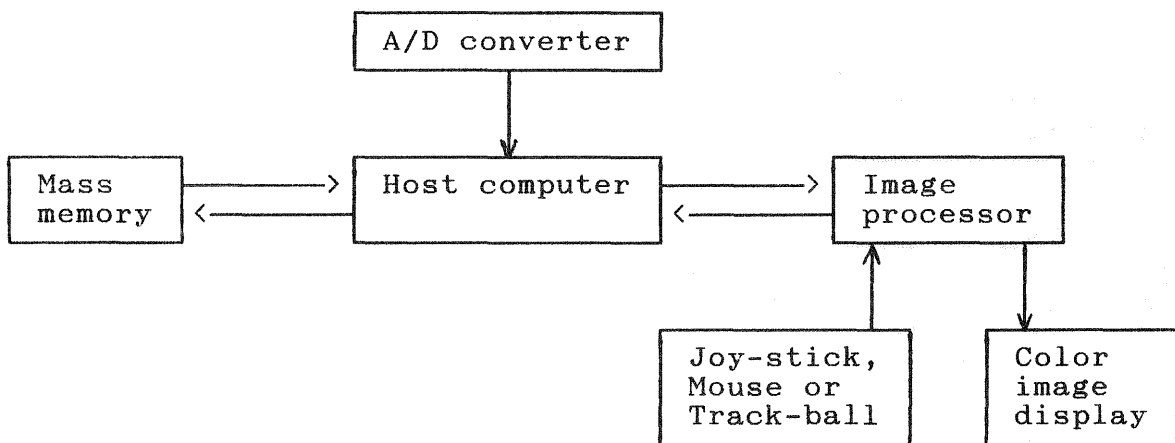 A/D converter
Mass
memory
Host computer
Image
processor
Joy-stick,
Mouse or
Track-ball
Color
image
display